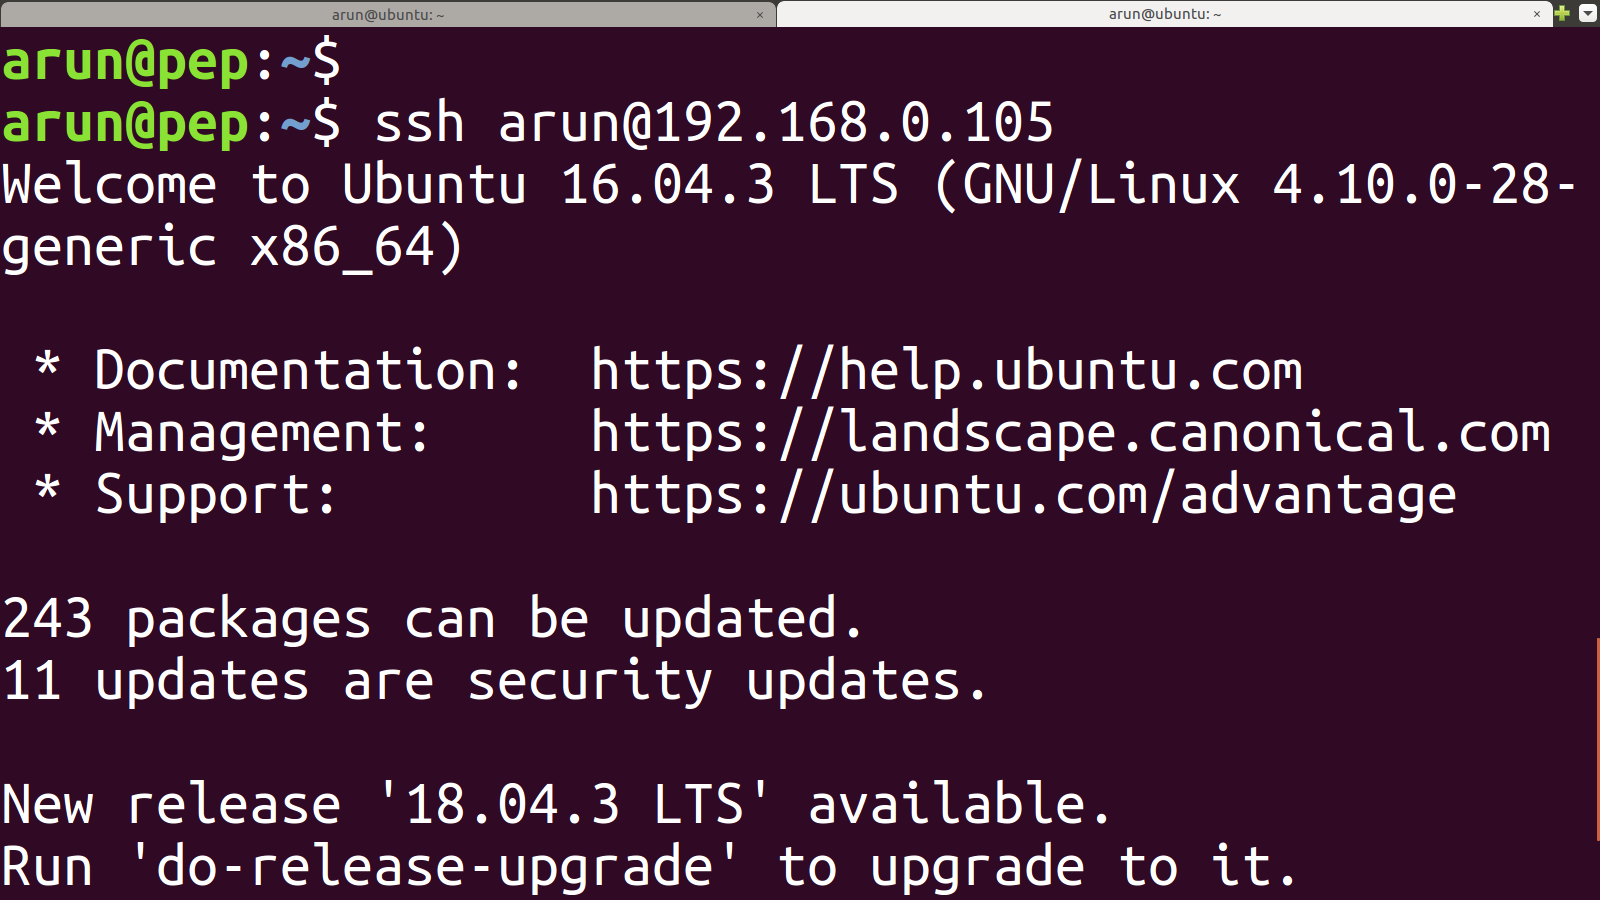 arun@ubuntu: ~ × arun@ubuntu: ~ ×
arun@pep:~$
arun@pep:~$ ssh arun@192.168.0.105
Welcome to Ubuntu 16.04.3 LTS (GNU/Linux 4.10.0-28-
generic x86_64)
* Documentation:  https://help.ubuntu.com
* Management:     https://landscape.canonical.com
* Support:        https://ubuntu.com/advantage
243 packages can be updated.
11 updates are security updates.
New release '18.04.3 LTS' available.
Run 'do-release-upgrade' to upgrade to it.